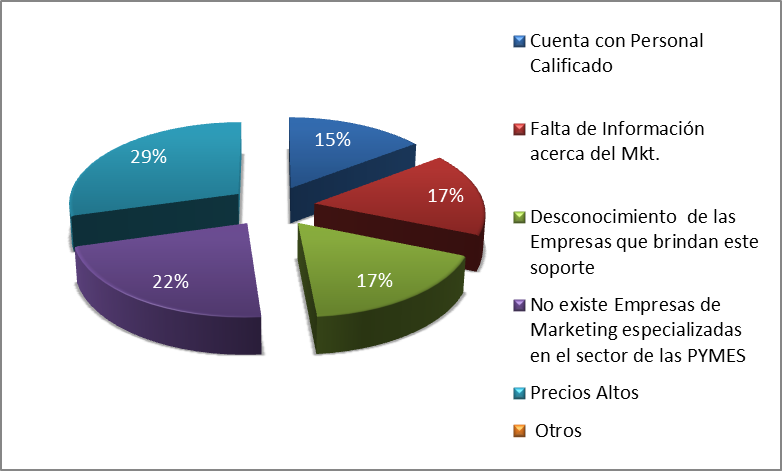 15%
17%
17%
22%
29%
Cuenta con Personal
Calificado
Falta de Información
acerca del Mkt.
Desconocimiento de las
Empresas que brindan este
soporte
No existe Empresas de
Marketing especializadas
en el sector de las PYMES
Precios Altos
Otros